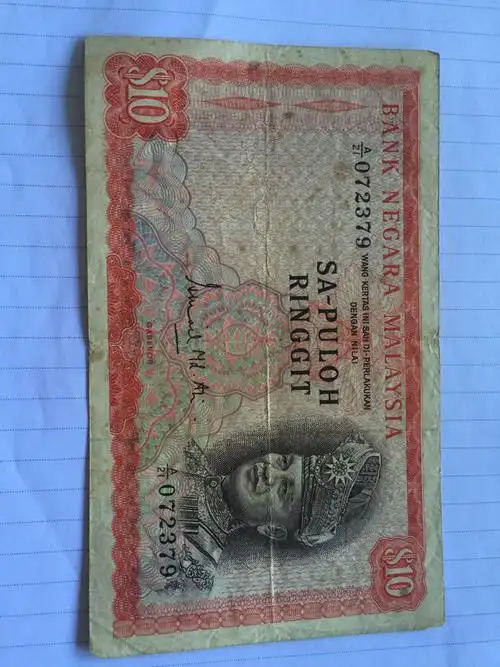 BANK NEGARA MALAYSIA
$10
A/21 072379
WANG KERTAS INI SAH DI-PERLAKUKAN
DENGAN NILAI
SA-PULOH
RINGGIT
$10
A/21 072379